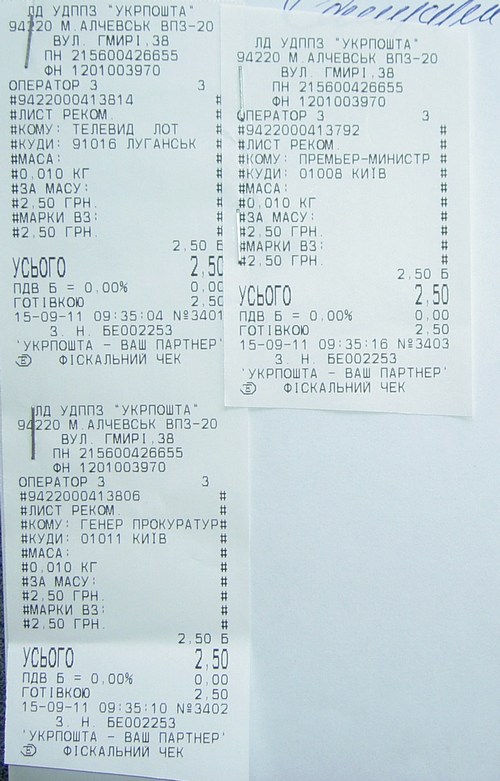 ЛД УДППЗ "УКРПОШТА"
94220 М.АЛЧЕВСЬК ВПЗ-20
ВУЛ. ГМИРІ,38
ПН 215600426655
ФН 1201003970
ОПЕРАТОР 3 3
#9422000413814 #
#ЛИСТ РЕКОМ. #
#КОМУ: ТЕЛЕВИД ЛОТ #
#КУДИ: 91016 ЛУГАНСЬК #
#МАСА: #
#0,010 КГ #
#ЗА МАСУ: #
#2,50 ГРН. #
#МАРКИ ВЗ: #
#2,50 ГРН. #
2,50 Б
УСЬОГО 2,50
ПДВ Б = 0,00% 0,00
ГОТІВКОЮ 2,50
15-09-11 09:35:04 №3401
З. Н. БЕ002253
'УКРПОШТА - ВАШ ПАРТНЕР'
ФІСКАЛЬНИЙ ЧЕК
ЛД УДППЗ "УКРПОШТА"
94220 М.АЛЧЕВСЬК ВПЗ-20
ВУЛ. ГМИРІ,38
ПН 215600426655
ФН 1201003970
ОПЕРАТОР 3 3
#9422000413792 #
#ЛИСТ РЕКОМ. #
#КОМУ: ПРЕМЬЕР-МИНИСТР #
#КУДИ: 01008 КИЇВ #
#МАСА: #
#0,010 КГ #
#ЗА МАСУ: #
#2,50 ГРН. #
#МАРКИ ВЗ: #
#2,50 ГРН. #
2,50 Б
УСЬОГО 2,50
ПДВ Б = 0,00% 0,00
ГОТІВКОЮ 2,50
15-09-11 09:35:16 №3403
З. Н. БЕ002253
'УКРПОШТА - ВАШ ПАРТНЕР'
ФІСКАЛЬНИЙ ЧЕК
ЛД УДППЗ "УКРПОШТА"
94220 М.АЛЧЕВСЬК ВПЗ-20
ВУЛ. ГМИРІ,38
ПН 215600426655
ФН 1201003970
ОПЕРАТОР 3 3
#9422000413806 #
#ЛИСТ РЕКОМ. #
#КОМУ: ГЕНЕР ПРОКУРАТУР#
#КУДИ: 01011 КИЇВ #
#МАСА: #
#0,010 КГ #
#ЗА МАСУ: #
#2,50 ГРН. #
#МАРКИ ВЗ: #
#2,50 ГРН. #
2,50 Б
УСЬОГО 2,50
ПДВ Б = 0,00% 0,00
ГОТІВКОЮ 2,50
15-09-11 09:35:10 №3402
З. Н. БЕ002253
'УКРПОШТА - ВАШ ПАРТНЕР'
ФІСКАЛЬНИЙ ЧЕК